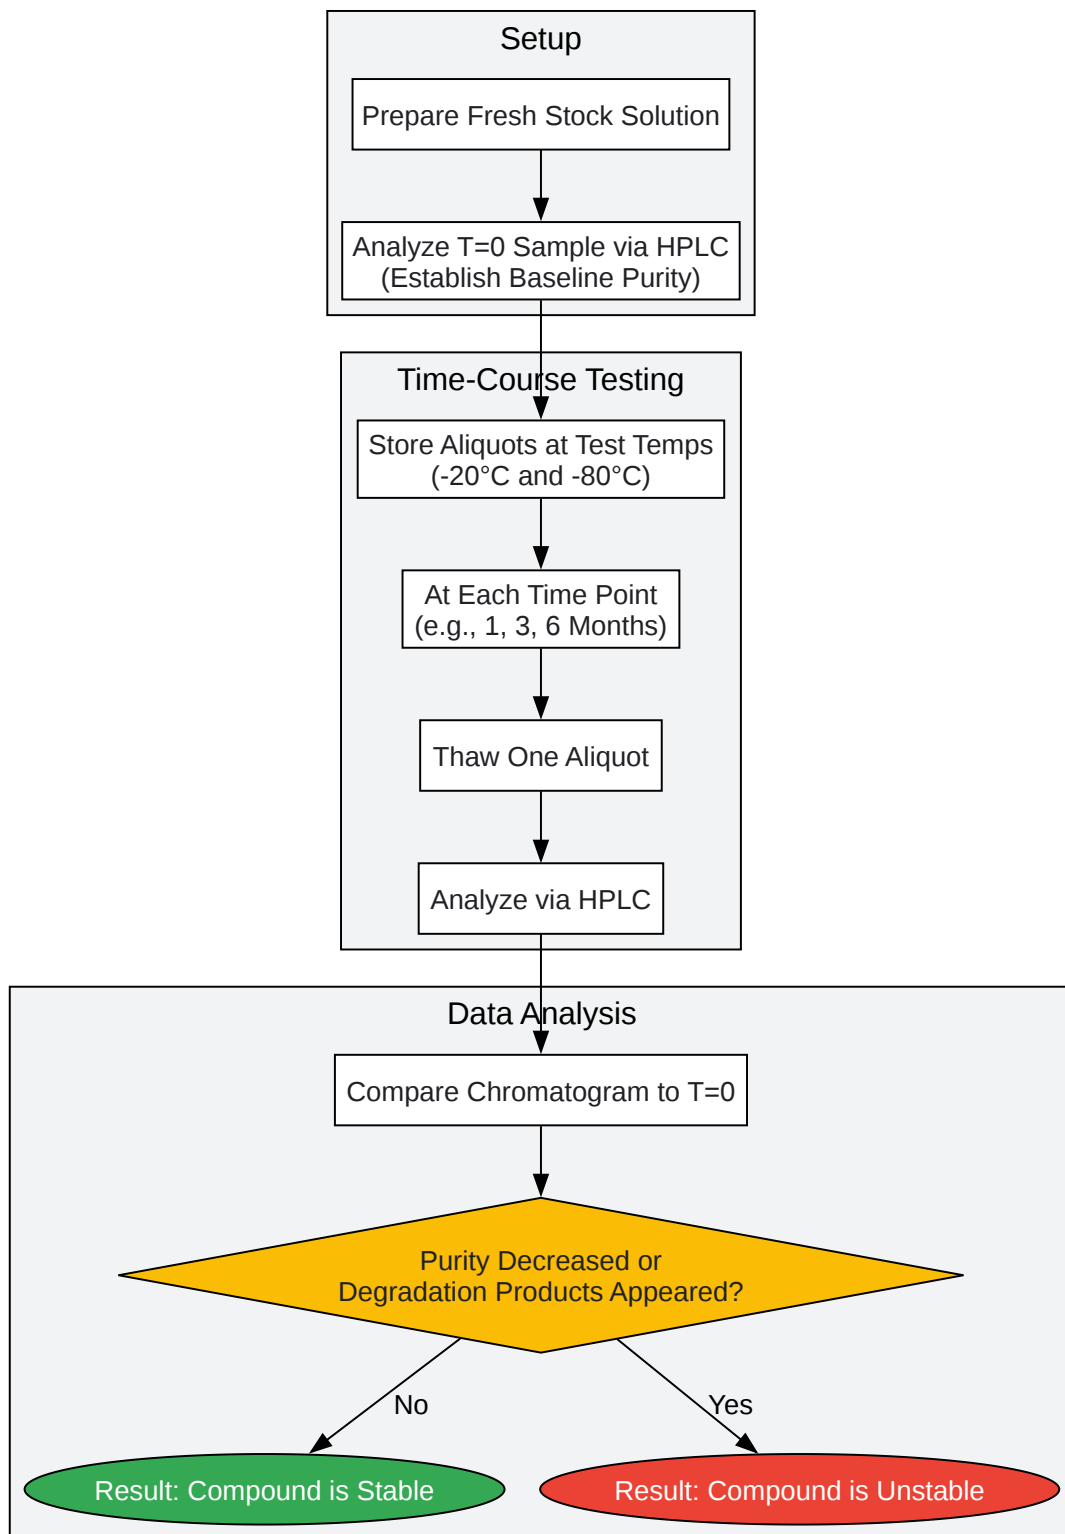 Setup
Prepare Fresh Stock Solution
Analyze T=0 Sample via HPLC
(Establish Baseline Purity)
Time-Course Testing
Store Aliquots at Test Temps
(-20°C and -80°C)
At Each Time Point
(e.g., 1, 3, 6 Months)
Thaw One Aliquot
Analyze via HPLC
Data Analysis
Compare Chromatogram to T=0
Purity Decreased or
Degradation Products Appeared?
No
Yes
Result: Compound is Stable
Result: Compound is Unstable